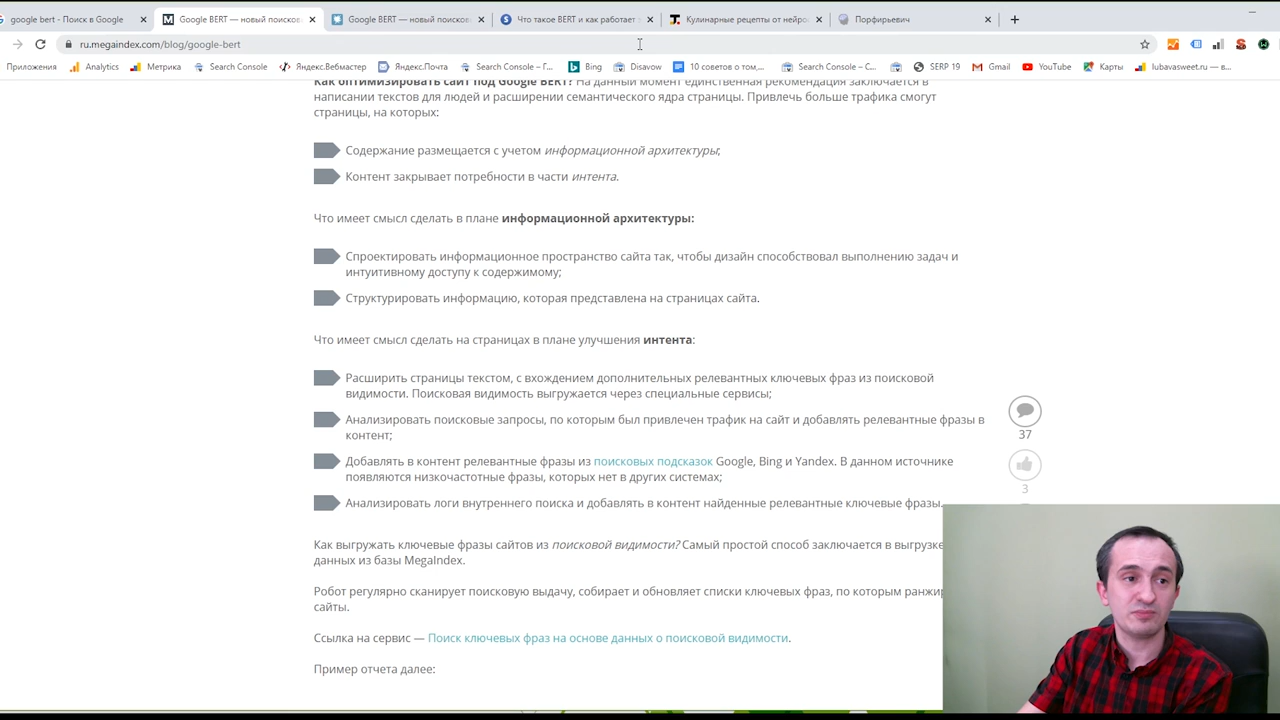 google bert - Поиск в Google
Google BERT — новый поисков
Google BERT — новый поисков
Что такое BERT и как работает
Кулинарные рецепты от нейро
Порфирьевич
ru.megaindex.com/blog/google-bert
Приложения
Analytics
Метрика
Search Console
Яндекс.Вебмастер
Яндекс.Почта
Search Console – Г...
Bing
Disavow
10 советов о том,...
Search Console – С...
SERP 19
Gmail
YouTube
Карты
lubavasweet.ru — в...
Как оптимизировать сайт под Google BERT? На данный момент единственная рекомендация заключается в
написании текстов для людей и расширении семантического ядра страницы. Привлечь больше трафика смогут
страницы, на которых:
Содержание размещается с учетом информационной архитектуры;
Контент закрывает потребности в части интента.
Что имеет смысл сделать в плане информационной архитектуры:
Спроектировать информационное пространство сайта так, чтобы дизайн способствовал выполнению задач и
интуитивному доступу к содержимому;
Структурировать информацию, которая представлена на страницах сайта.
Что имеет смысл сделать на страницах в плане улучшения интента:
Расширить страницы текстом, с вхождением дополнительных релевантных ключевых фраз из поисковой
видимости. Поисковая видимость выгружается через специальные сервисы;
Анализировать поисковые запросы, по которым был привлечен трафик на сайт и добавлять релевантные фразы в
контент;
Добавлять в контент релевантные фразы из поисковых подсказок Google, Bing и Yandex. В данном источнике
появляются низкочастотные фразы, которых нет в других системах;
Анализировать логи внутреннего поиска и добавлять в контент найденные релевантные ключевые фразы.
37
3
Как выгружать ключевые фразы сайтов из поисковой видимости? Самый простой способ заключается в выгрузке
данных из базы MegaIndex.
Робот регулярно сканирует поисковую выдачу, собирает и обновляет списки ключевых фраз, по которым ранжир
сайты.
Ссылка на сервис — Поиск ключевых фраз на основе данных о поисковой видимости.
Пример отчета далее: